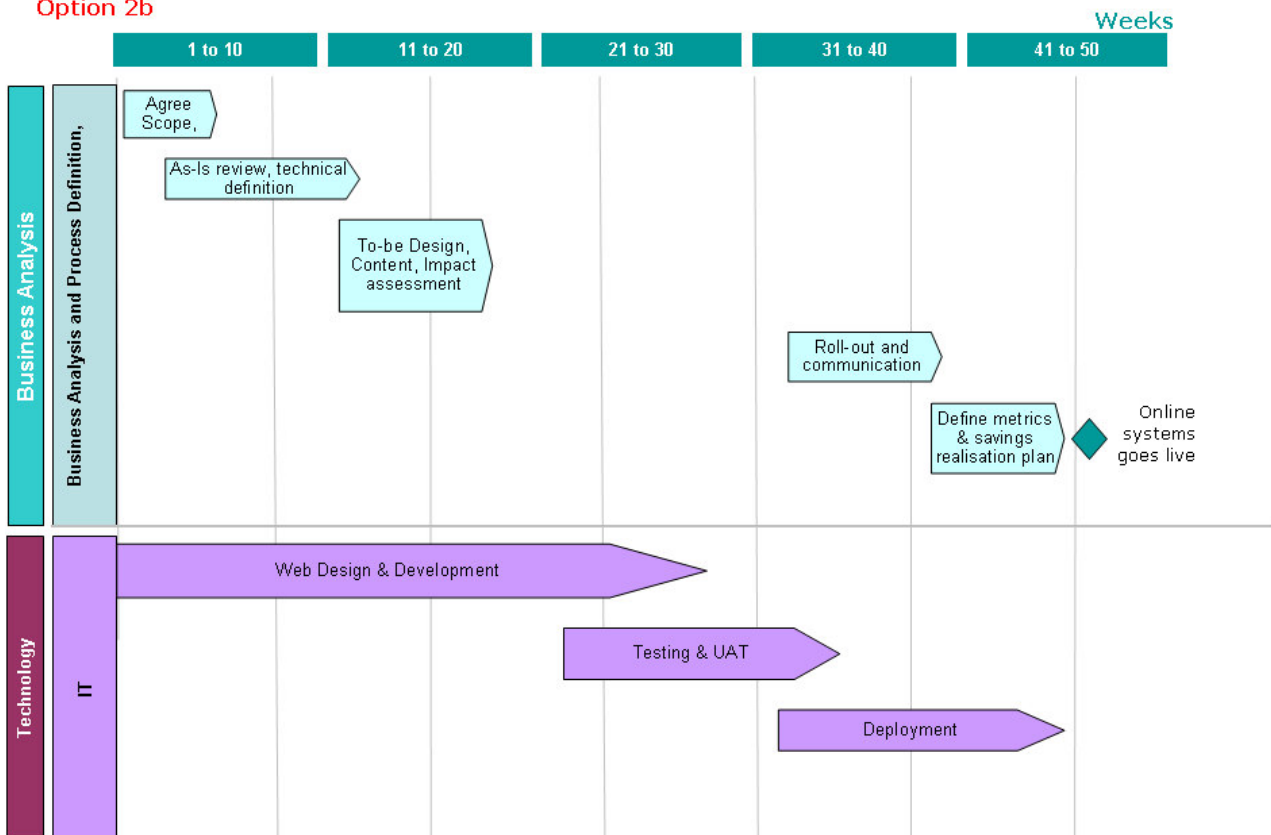 Option 2b
Weeks
1 to 10
11 to 20
21 to 30
31 to 40
41 to 50
Business Analysis
Business Analysis and Process Definition,
Agree
Scope,
As-Is review, technical
definition
To-be Design,
Content, Impact
assessment
Roll-out and
communication
Define metrics
& savings
realisation plan
Online
systems
goes live
Technology
IT
Web Design & Development
Testing & UAT
Deployment